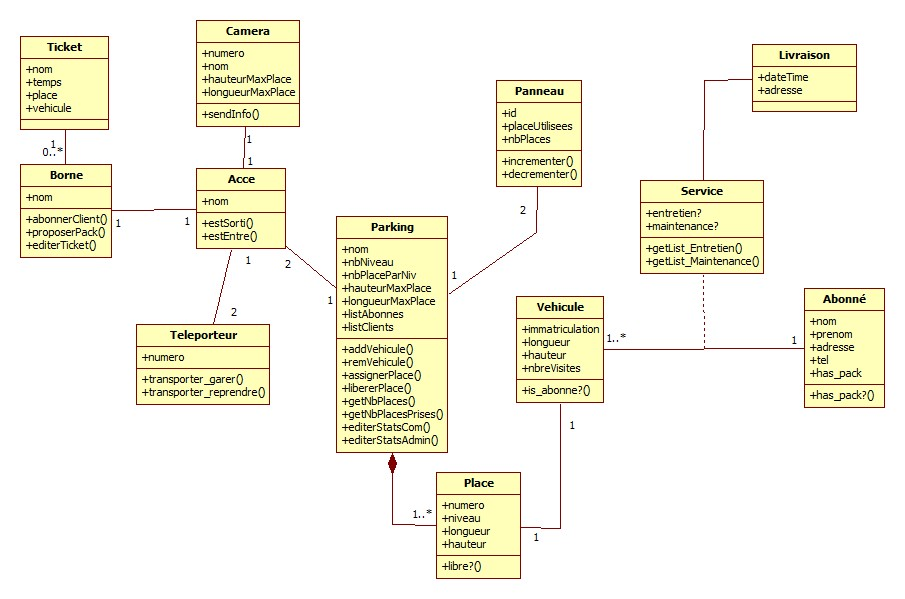 Ticket
+nom
+temps
+place
+vehicule
1
0..*
Borne
+nom
+abonnerClient()
+proposerPack()
+editerTicket()
1
1
Camera
+numero
+nom
+hauteurMaxPlace
+longueurMaxPlace
+sendInfo()
1
1
Acce
+nom
+estSorti()
+estEntre()
1
2
Teleporteur
+numero
+transporter_garer()
+transporter_reprendre()
2
1
Parking
+nom
+nbNiveau
+nbPlaceParNiv
+hauteurMaxPlace
+longueurMaxPlace
+listAbonnes
+listClients
+addVehicule()
+remVehicule()
+assignerPlace()
+libererPlace()
+getNbPlaces()
+getNbPlacesPrises()
+editerStatsCom()
+editerStatsAdmin()
Panneau
+id
+placeUtilisees
+nbPlaces
+incrementer()
+decrementer()
2
1
1..*
Place
+numero
+niveau
+longueur
+hauteur
+libre?()
1
1
Vehicule
+immatriculation
+longueur
+hauteur
+nbreVisites
+is_abonne?()
1..*
1
Livraison
+dateTime
+adresse
Service
+entretien?
+maintenance?
+getList_Entretien()
+getList_Maintenance()
Abonné
+nom
+prenom
+adresse
+tel
+has_pack
+has_pack?()